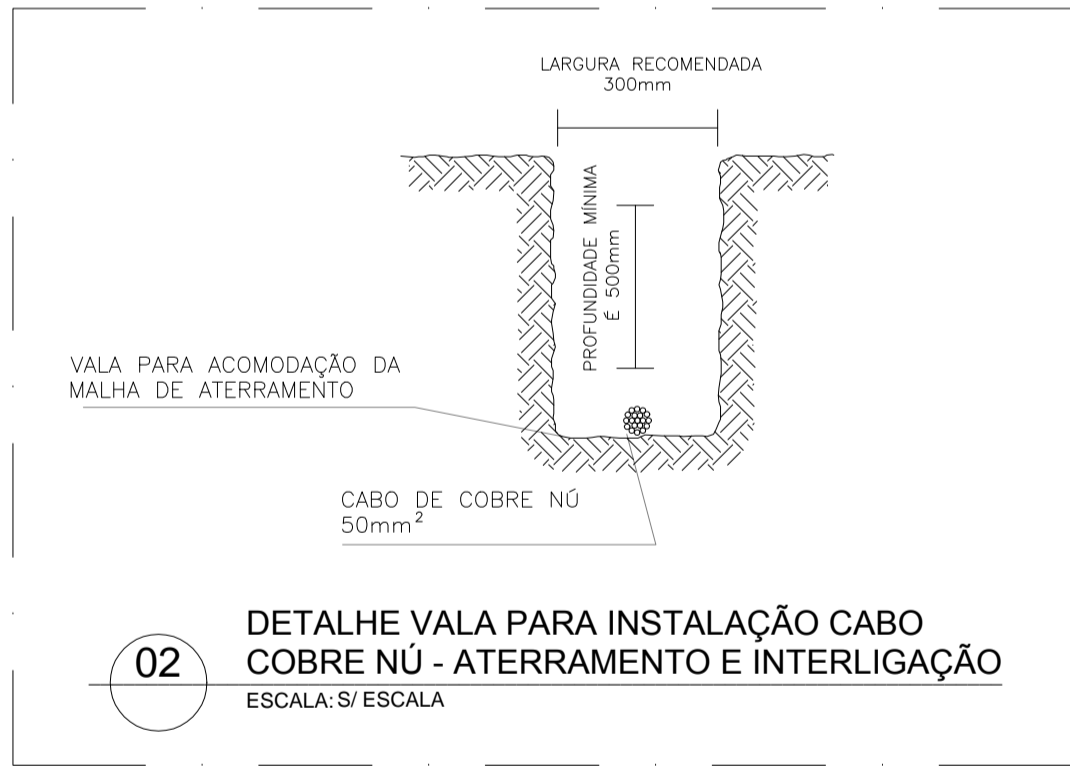 LARGURA RECOMENDADA
300mm
PROFUNDIDADE MÍNIMA
É 500mm
VALA PARA ACOMODAÇÃO DA
MALHA DE ATERRAMENTO
CABO DE COBRE NÚ
50mm²
02
DETALHE VALA PARA INSTALAÇÃO CABO
COBRE NÚ - ATERRAMENTO E INTERLIGAÇÃO
ESCALA: S/ ESCALA